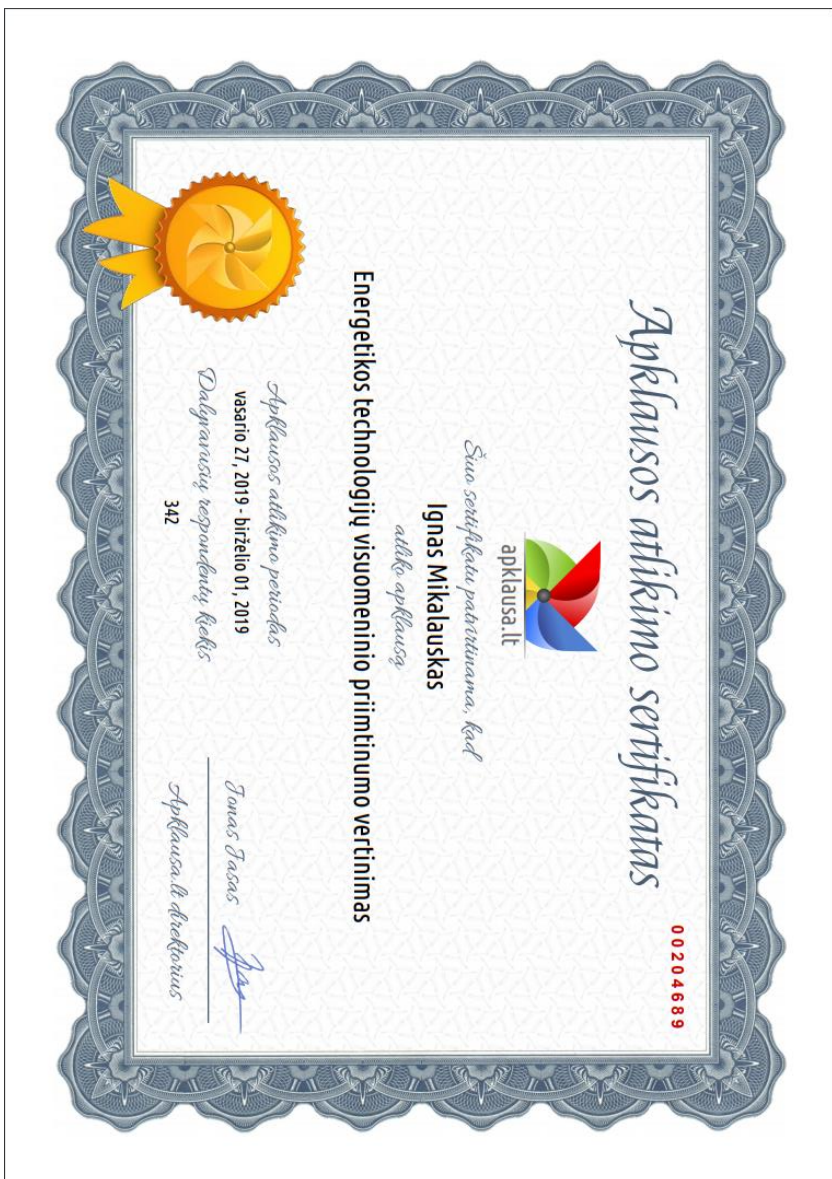 Apklausos atlikimo sertifikatas
00204689
apklausa.lt
Šiuo sertifikatu patvirtinama, kad
Ignas Mikalauskas
atliko apklausą
Energetikos technologijų visuomeninio priimtinumo vertinimas
Apklausos atlikimo periodas
vasario 27, 2019 - birželio 01, 2019
Dalyvavusių respondentų kiekis
342
Jonas Jasas
Apklausa.lt direktorius